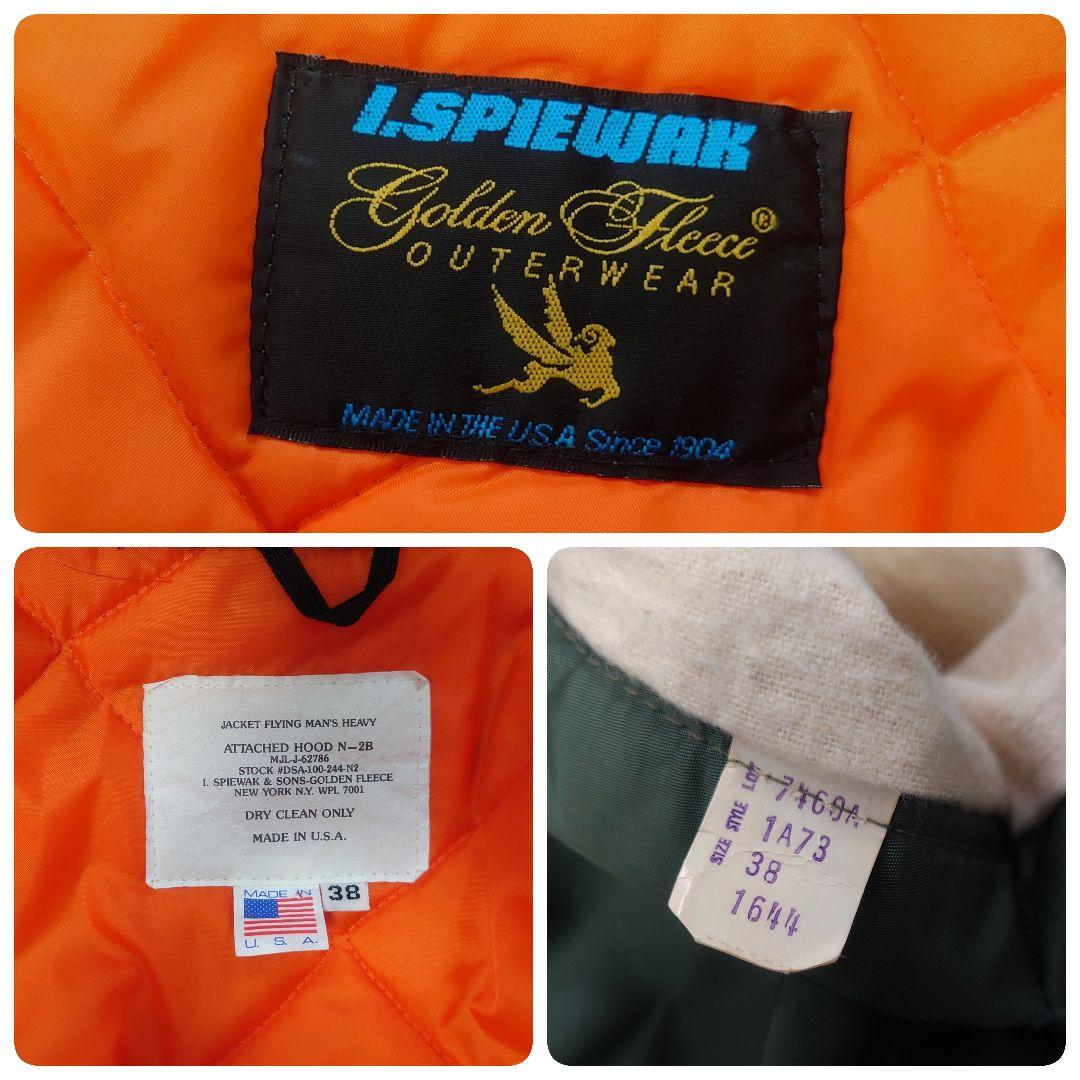 I.SPIEWAK
Golden Fleece®
OUTERWEAR
MADE IN THE USA Since 1904
JACKET FLYING MAN'S HEAVY
ATTACHED HOOD N-2B
MJL-J-62786
STOCK #DSA-100-244-N2
I. SPIEWAK & SONS-GOLDEN FLEECE
NEW YORK N.Y. WPL 7001
DRY CLEAN ONLY
MADE IN U.S.A.
MADE IN
U. S. A.
38
LOT 7469A
STYLE 1A73
SIZE 38
1644